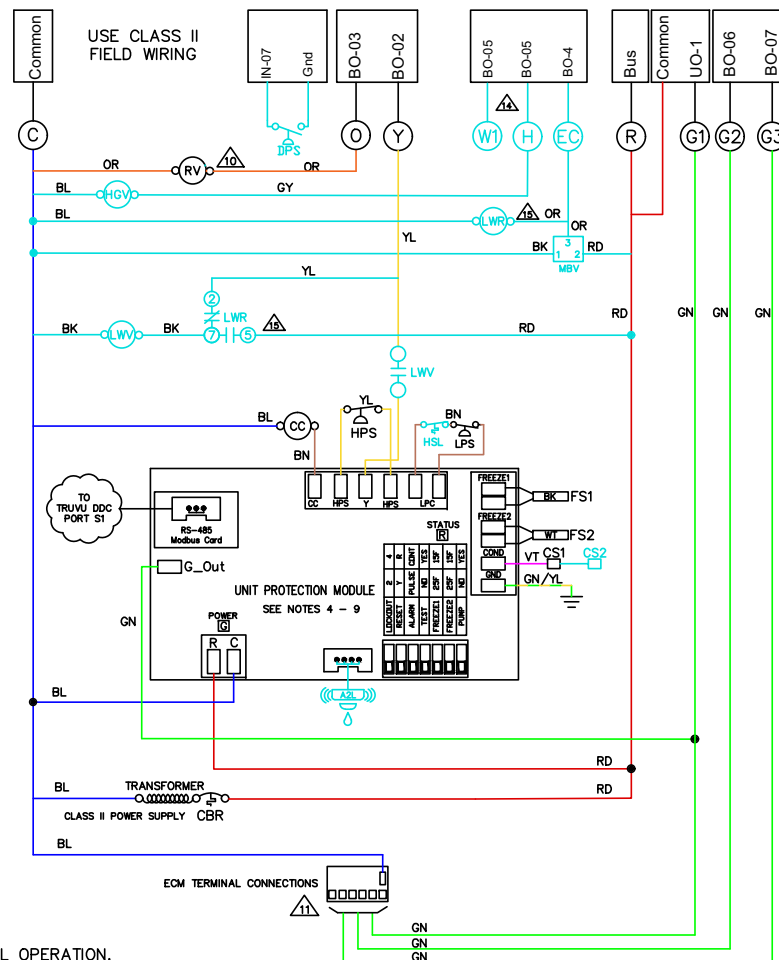 USE CLASS II
FIELD WIRING
Common
IN-07
Gnd
BO-03
BO-02
BO-05
BO-05
BO-4
Bus
Common
UO-1
BO-06
BO-07
C
DPS
O
Y
W1
14
H
EC
R
G1
G2
G3
OR
RV
10
OR
BL
HGV
GY
BL
LWR
15
OR
OR
YL
BK
3
1
2
RD
MBV
YL
2
LWR
RD
GN
GN
GN
BK
LWV
BK
7
5
15
RD
LWV
BL
CC
YL
HPS
BN
HSL
LPS
BN
CC
HPS
Y
HPS
LPC
TO
TRUVU DDC
PORT S1
RS-485
Modbus Card
G_Out
STATUS
R
FREEZE1
BK
FS1
FREEZE2
WT
FS2
COND
VT
CS1
CS2
GND
GN/YL
UNIT PROTECTION MODULE
SEE NOTES 4 - 9
LOCKOUT 2 4
RESET Y R
ALARM PULSE CONT
TEST NO YES
FREEZE1 25F 15F
FREEZE2 25F 15F
PUMP NO YES
GN
POWER
G
R
C
A2L
BL
RD
BL
TRANSFORMER
RD
CLASS II POWER SUPPLY
CBR
BL
ECM TERMINAL CONNECTIONS
11
GN
GN
GN
L OPERATION.